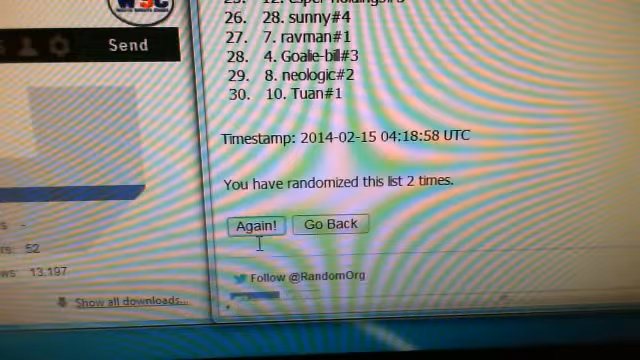 Send
26. 28. sunny#4
27. 7. ravman#1
28. 4. Goalie-bill#3
29. 8. neologic#2
30. 10. Tuan#1
Timestamp: 2014-02-15 04:18:58 UTC
You have randomized this list 2 times.
Again! Go Back
Follow @RandomOrg
52
13,197
Show all downloads...